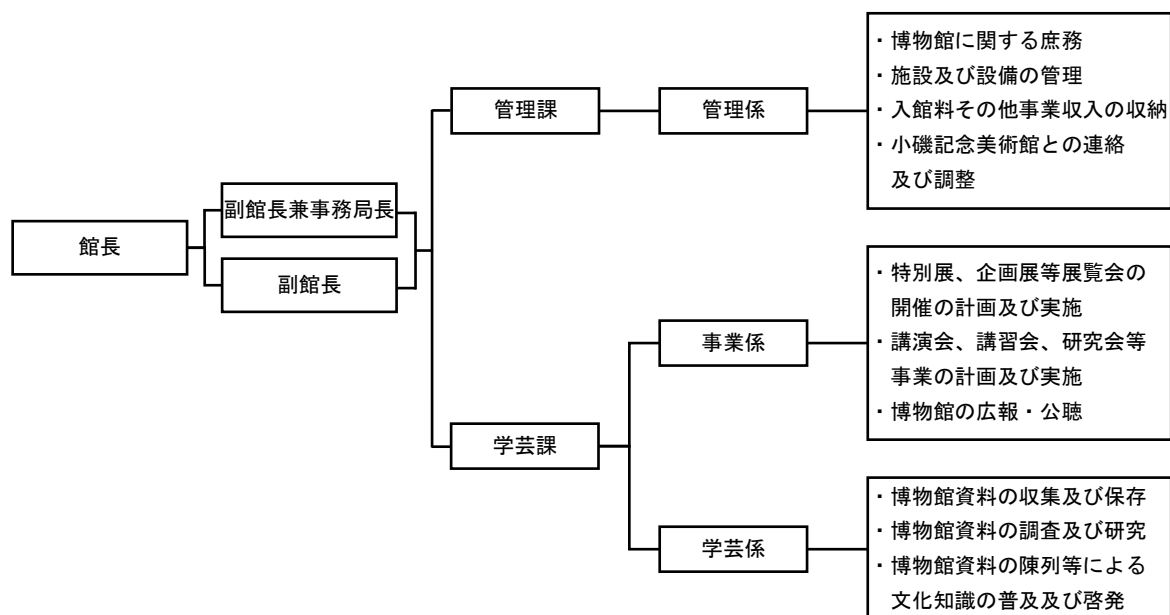 館長
副館長兼事務局長
副館長
管理課
管理係
・博物館に関する庶務
・施設及び設備の管理
・入館料その他事業収入の収納
・小磯記念美術館との連絡
及び調整
学芸課
事業係
・特別展、企画展等展覧会の
開催の計画及び実施
・講演会、講習会、研究会等
事業の計画及び実施
・博物館の広報・公聴
学芸係
・博物館資料の収集及び保存
・博物館資料の調査及び研究
・博物館資料の陳列等による
文化知識の普及及び啓発